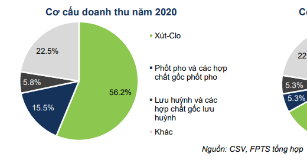 Cơ cấu doanh thu năm 2020
C
22.5%
5.8%
15.5%
56.2%
Xút-Clo
Phốt pho và các hợp
chất gốc phốt pho
Lưu huỳnh và các
hợp chất gốc lưu
huỳnh
Khác
22
5.3%
5.3%
Nguồn: CSV, FPTS tổng hợp